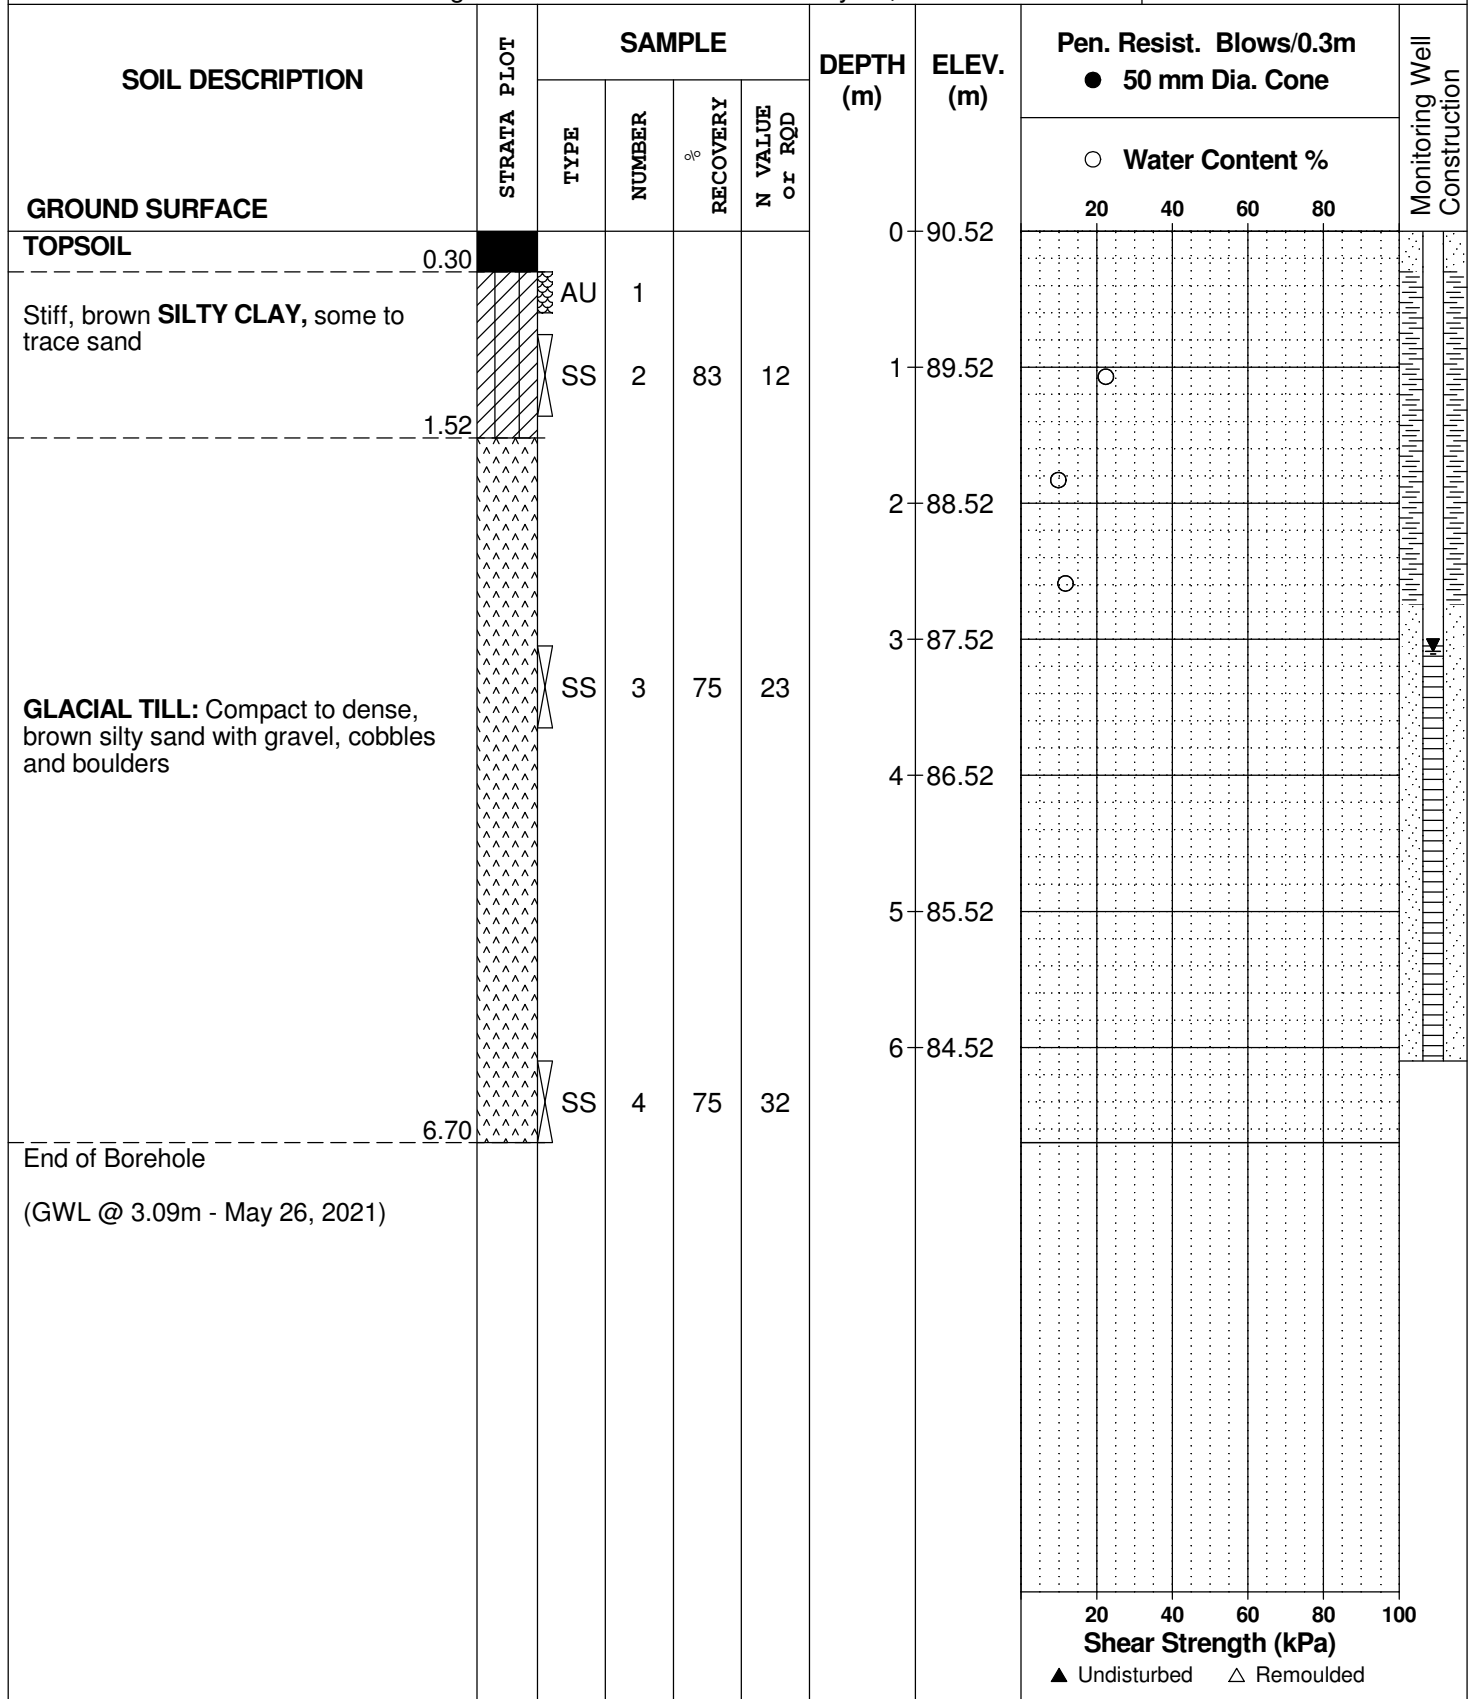 SOIL DESCRIPTION
GROUND SURFACE
STRATA PLOT
SAMPLE
TYPE
NUMBER
% RECOVERY
N VALUE or RQD
DEPTH (m)
ELEV. (m)
Pen. Resist. Blows/0.3m
● 50 mm Dia. Cone
○ Water Content %
20 40 60 80
Monitoring Well Construction
TOPSOIL
0.30
0 90.52
AU 1
Stiff, brown SILTY CLAY, some to
trace sand
SS 2 83 12
1 89.52
1.52
2 88.52
3 87.52
SS 3 75 23
GLACIAL TILL: Compact to dense,
brown silty sand with gravel, cobbles
and boulders
4 86.52
5 85.52
6 84.52
SS 4 75 32
6.70
End of Borehole
(GWL @ 3.09m - May 26, 2021)
20 40 60 80 100
Shear Strength (kPa)
▲ Undisturbed △ Remoulded